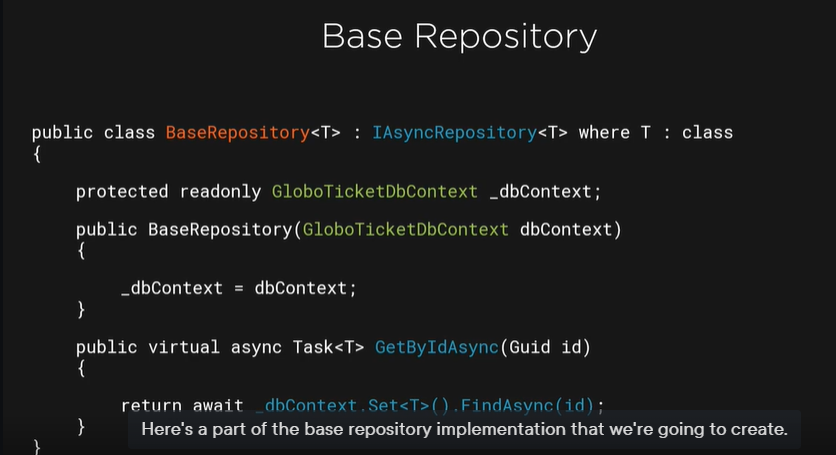 Base Repository
public class BaseRepository<T> : IAsyncRepository<T> where T : class
{
protected readonly GloboTicketDbContext _dbContext;
public BaseRepository(GloboTicketDbContext dbContext)
{
_dbContext = dbContext;
}
public virtual async Task<T> GetByIdAsync(Guid id)
{
return await _dbContext.Set<T>().FindAsync(id);
}
Here's a part of the base repository implementation that we're going to create.
}